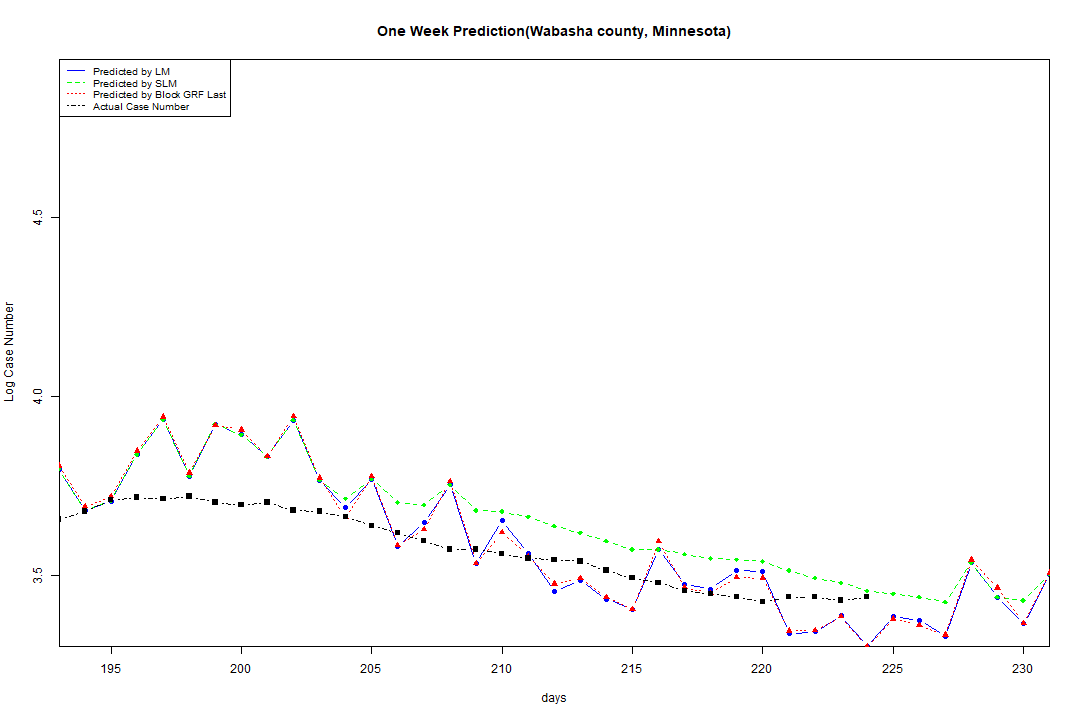 One Week Prediction(Wabasha county, Minnesota)
Predicted by LM
Predicted by SLM
Predicted by Block GRF Last
Actual Case Number
4.5
4.0
3.5
Log Case Number
195 200 205 210 215 220 225 230
days